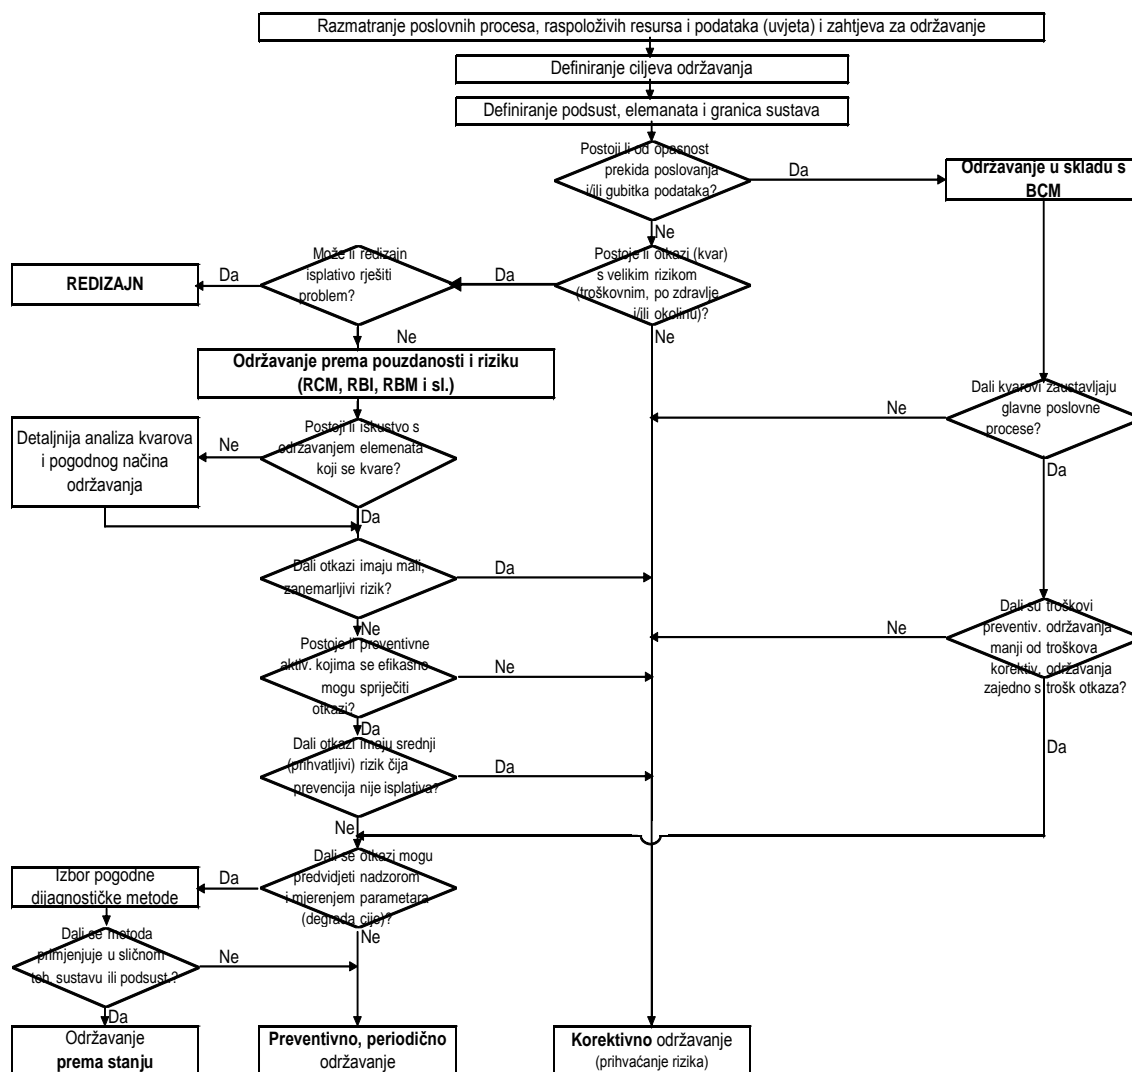 Razmatranje poslovnih procesa, raspoloživih resursa i podataka (uvjeta) i zahtjeva za održavanje
Definiranje ciljeva održavanja
Definiranje podsust, elemanata i granica sustava
Postoji li od opasnost
prekida poslovanja
i/ili gubitka podataka?
Da
Održavanje u skladu s
BCM
Ne
Može li redizajn
isplativo rješiti
problem?
Postoje li otkazi (kvar)
s velikim rizikom
(troškovnim, po zdravlje
i/ili okolinu)?
REDIZAJN
Da
Da
Ne
Ne
Održavanje prema pouzdanosti i riziku
(RCM, RBI, RBM i sl.)
Dali kvarovi zaustavljaju
glavne poslovne
procese?
Ne
Da
Detaljnija analiza kvarova
i pogodnog načina
održavanja
Ne
Postoji li iskustvo s
održavanjem elemenata
koji se kvare?
Da
Dali otkazi imaju mali,
zanemarljivi rizik?
Da
Ne
Dali su troškovi
preventiv. održavanja
manji od troškova
korektiv, održavanja
zajedno s trošk otkaza?
Ne
Da
Postoje li preventivne
aktiv. kojima se efikasno
mogu spriječiti
otkazi?
Ne
Da
Dali otkazi imaju srednji
(prihvatljivi) rizik čija
prevencija nije isplativa?
Da
Ne
Dali se otkazi mogu
predvidjeti nadzorom
i mjerenjem parametara
(degrada cije)?
Da
Ne
Izbor pogodne
dijagnostičke metode
Dali se metoda
primjenjuje u sličnom
teh. sustavu ili podsust.?
Ne
Da
Održavanje
prema stanju
Preventivno, periodično
održavanje
Korektivno održavanje
(prihvaćanje rizika)